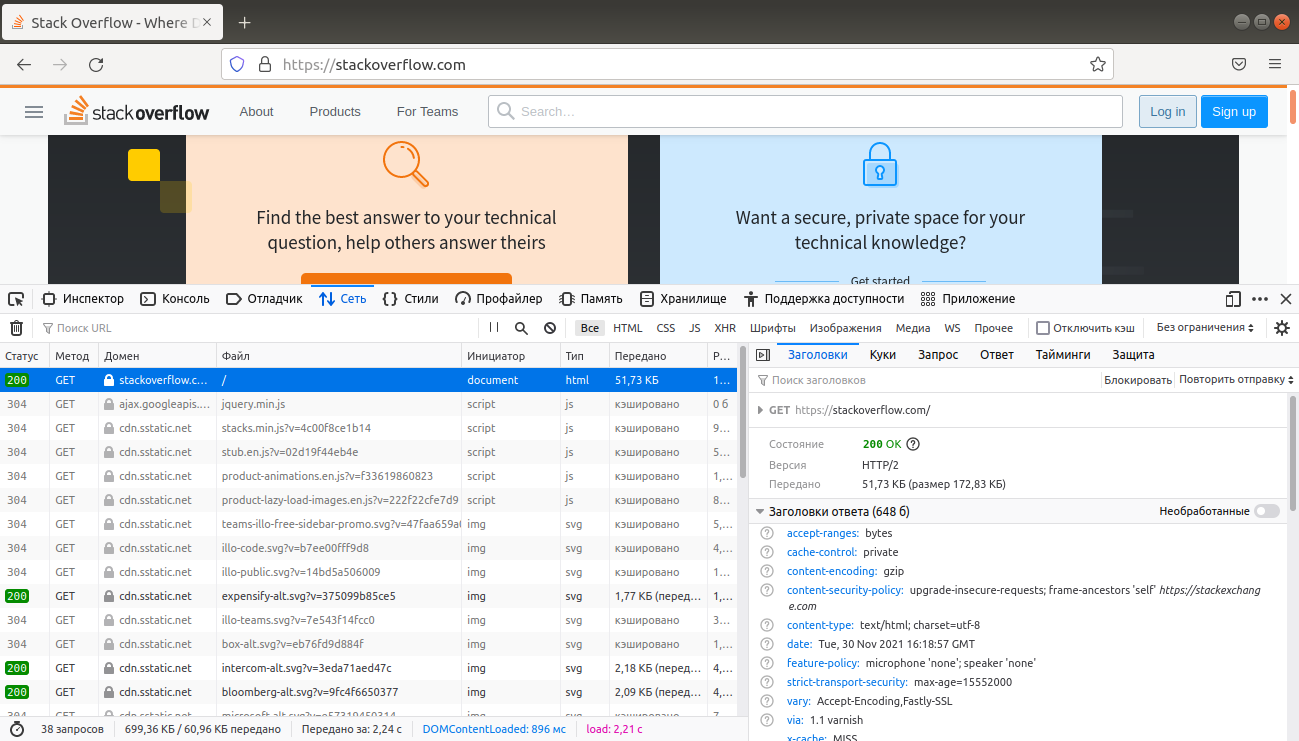 Stack Overflow - Where D
https://stackoverflow.com
stackoverflow About Products For Teams Search… Log in Sign up
Find the best answer to your technical
question, help others answer theirs
Want a secure, private space for your
technical knowledge?
Get started
Инспектор Консоль Отладчик Сеть Стили Профайлер Память Хранилище Поддержка доступности Приложение
Поиск URL Все HTML CSS JS XHR Шрифты Изображения Медиа WS Прочее Отключить кэш Без ограничения
Статус Метод Домен Файл Инициатор Тип Передано Р…
200 GET stackoverflow.c… / document html 51,73 КБ 1…
304 GET ajax.googleapis.… jquery.min.js script js кэшировано 0 б
304 GET cdn.sstatic.net stacks.min.js?v=4c00f8ce1b14 script js кэшировано 9…
304 GET cdn.sstatic.net stub.en.js?v=02d19f44eb4e script js кэшировано 5…
304 GET cdn.sstatic.net product-animations.en.js?v=f33619860823 script js кэшировано 1,…
304 GET cdn.sstatic.net product-lazy-load-images.en.js?v=222f22cfe7d9 script js кэшировано 8…
304 GET cdn.sstatic.net teams-illo-free-sidebar-promo.svg?v=47faa659a0 img svg кэшировано 5,…
304 GET cdn.sstatic.net illo-code.svg?v=b7ee00fff9d8 img svg кэшировано 4,…
304 GET cdn.sstatic.net illo-public.svg?v=14bd5a506009 img svg кэшировано 1…
200 GET cdn.sstatic.net expensify-alt.svg?v=375099b85ce5 img svg 1,77 КБ (перед… 1,…
304 GET cdn.sstatic.net illo-teams.svg?v=7e543f14fcc0 img svg кэшировано 3…
304 GET cdn.sstatic.net box-alt.svg?v=eb76fd9d884f img svg кэшировано 1,…
200 GET cdn.sstatic.net intercom-alt.svg?v=3eda71aed47c img svg 2,18 КБ (перед… 4,…
200 GET cdn.sstatic.net bloomberg-alt.svg?v=9fc4f6650377 img svg 2,09 КБ (перед… 4,…
304 GET cdn.sstatic.net img svg кэшировано 7
38 запросов 699,36 КБ / 60,96 КБ передано Передано за: 2,24 с DOMContentLoaded: 896 мс load: 2,21 с
Заголовки Куки Запрос Ответ Тайминги Защита
Поиск заголовков Блокировать Повторить отправку
GET https://stackoverflow.com/
Состояние 200 OK
Версия HTTP/2
Передано 51,73 КБ (размер 172,83 КБ)
Заголовки ответа (648 б) Необработанные
accept-ranges: bytes
cache-control: private
content-encoding: gzip
content-security-policy: upgrade-insecure-requests; frame-ancestors 'self' https://stackexchang
e.com
content-type: text/html; charset=utf-8
date: Tue, 30 Nov 2021 16:18:57 GMT
feature-policy: microphone 'none'; speaker 'none'
strict-transport-security: max-age=15552000
vary: Accept-Encoding,Fastly-SSL
via: 1.1 varnish
x-cache: MISS